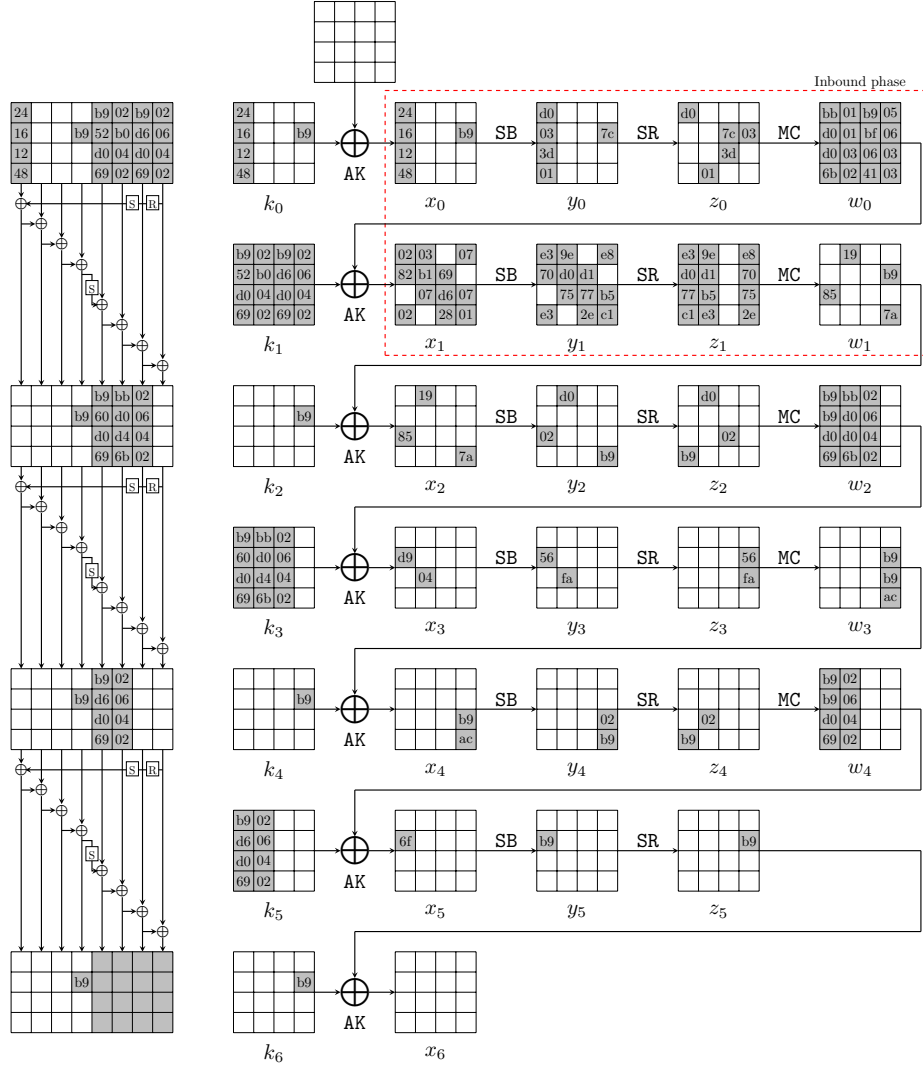 Inbound phase
24 b9 02 b9 02 24 24 d0 d0 bb 01 b9 05
16 b9 52 b0 d6 06 16 b9 16 b9 SB 03 7c SR 7c 03 MC d0 01 bf 06
12 d0 04 d0 04 12 12 3d 3d d0 03 06 03
48 69 02 69 02 48 AK 48 01 01 6b 02 41 03
S R k0 x0 y0 z0 w0
b9 02 b9 02 02 03 07 e3 9e e8 e3 9e e8 19
52 b0 d6 06 82 b1 69 SB 70 d0 d1 SR d0 d1 70 MC b9
S d0 04 d0 04 07 d6 07 75 77 b5 77 b5 75 85
69 02 69 02 AK 02 28 01 e3 2e c1 c1 e3 2e 7a
k1 x1 y1 z1 w1
b9 bb 02 19 d0 d0 b9 bb 02
b9 60 d0 06 b9 SB SR MC b9 d0 06
d0 d4 04 85 02 02 d0 d0 04
69 6b 02 AK 7a b9 b9 69 6b 02
S R k2 x2 y2 z2 w2
b9 bb 02
60 d0 06 d9 SB 56 SR 56 MC b9
S d0 d4 04 04 fa fa b9
69 6b 02 AK ac
k3 x3 y3 z3 w3
b9 02 b9 02
b9 d6 06 b9 SB SR MC b9 06
d0 04 b9 02 02 d0 04
69 02 AK ac b9 b9 69 02
S R k4 x4 y4 z4 w4
b9 02
d6 06 6f SB b9 SR b9
S d0 04
69 02 AK
k5 x5 y5 z5
b9 b9
AK
k6 x6